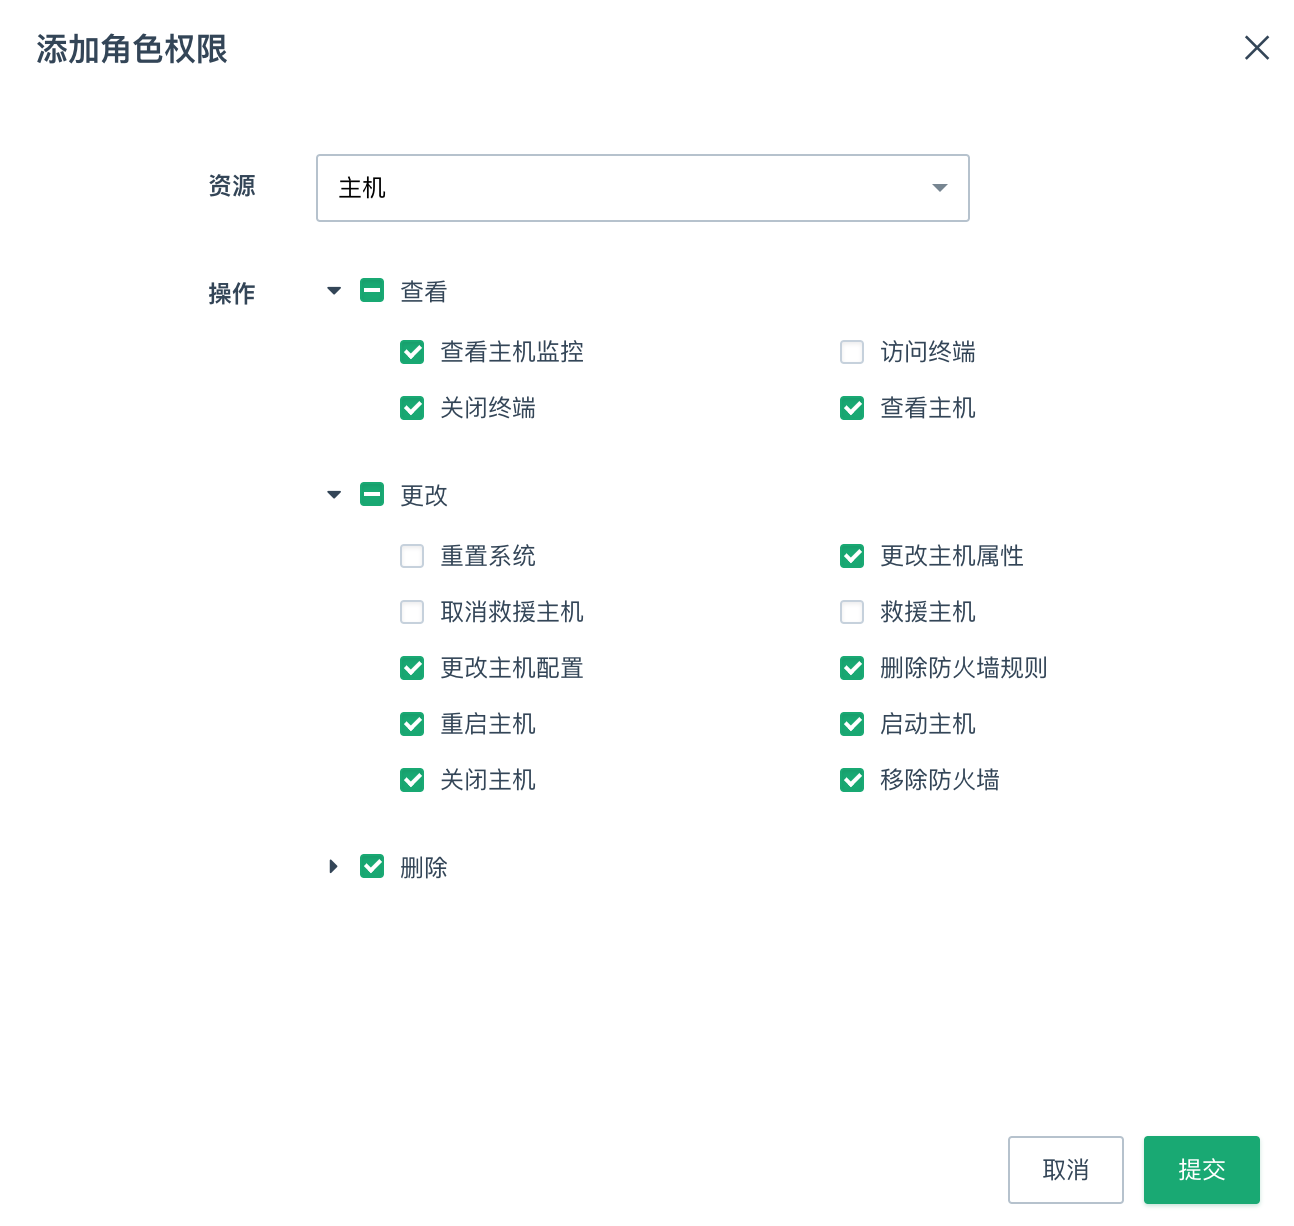 添加角色权限
资源
主机
操作
查看
查看主机监控
访问终端
关闭终端
查看主机
更改
重置系统
更改主机属性
取消救援主机
救援主机
更改主机配置
删除防火墙规则
重启主机
启动主机
关闭主机
移除防火墙
删除
取消
提交